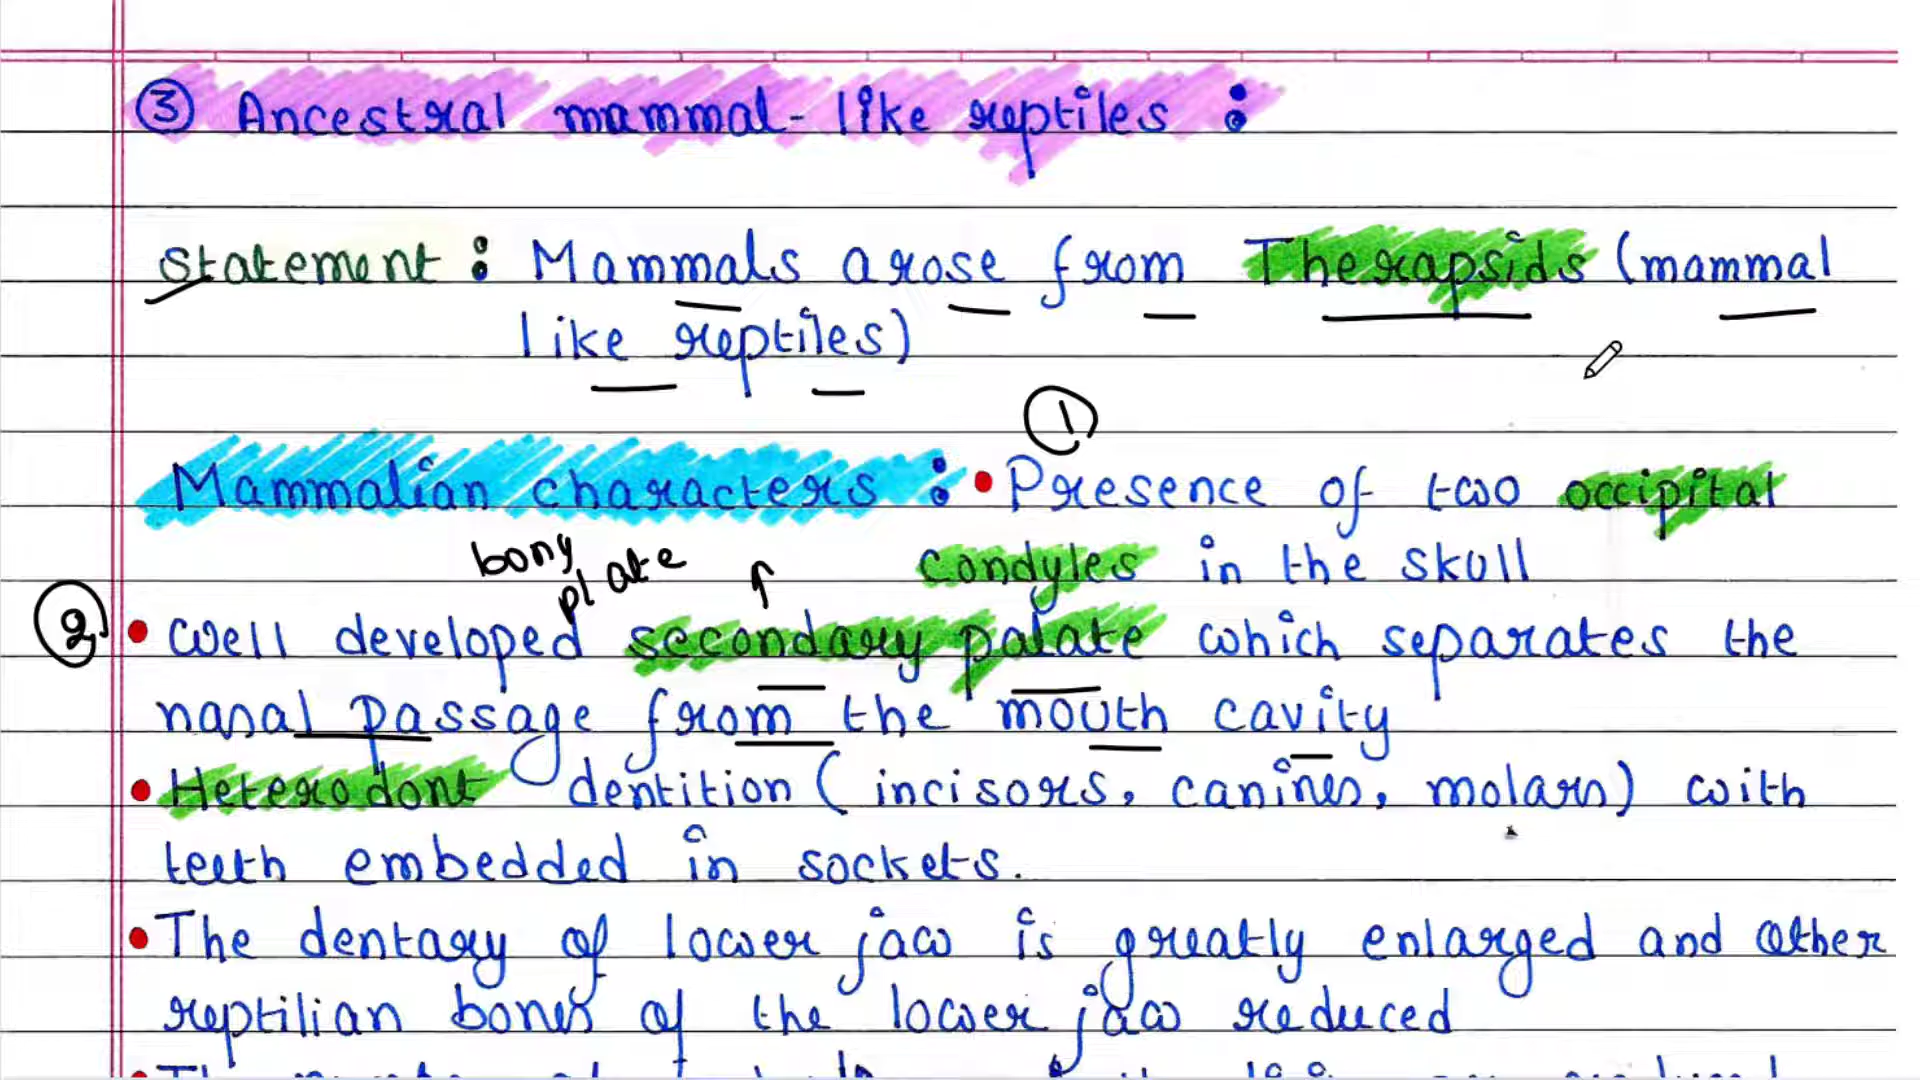 ③ Ancestral mammal-like reptiles :
Statement : Mammals arose from Therapsids (mammal
like reptiles)
①
Mammalian characters : • Presence of two occipital
condyles in the skull
bony plate ↑
② • Well developed secondary palate which separates the
nasal passage from the mouth cavity
• Heterodont dentition (incisors, canines, molars) with
teeth embedded in sockets.
• The dentary of lower jaw is greatly enlarged and other
reptilian bones of the lower jaw reduced